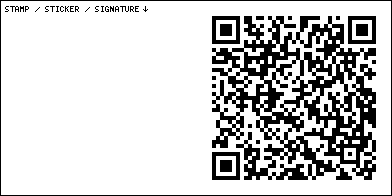 STAMP / STICKER / SIGNATURE ↓